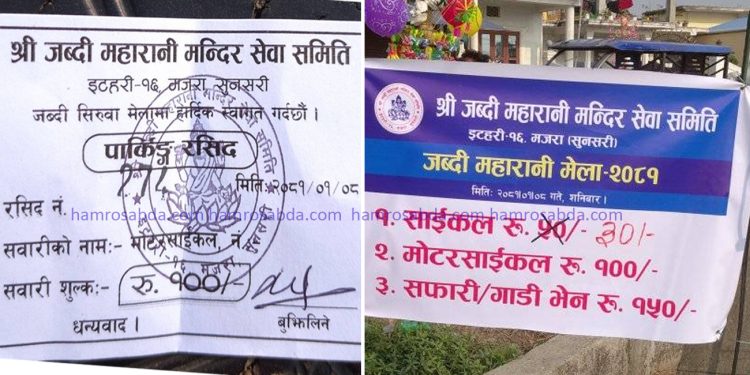 श्री जब्दी महारानी मन्दिर सेवा समिति
इटहरी-१६ मजरा सुनसरी
जब्दी सिरुवा मेलामा हार्दिक स्वागत गर्दछौं ।
पार्किङ्ग रसिद
मिति:- २०८१/०१/०८
रसिद नं.
सवारीको नाम:- मोटरसाईकल, नं.
सवारी शुल्क:- रु. १००/-
धन्यवाद ।
बुझिलिने
श्री जब्दी महारानी मन्दिर सेवा समिति
इटहरी-१६, मजरा (सुनसरी)
जब्दी महारानी मेला-२०८१
मिति: २०८१/०१/०८ गते, शनिबार ।
१. साईकल रु. ५०/- ३०/-
२. मोटरसाईकल रु. १००/-
३. सफारी/गाडी भेन रु. १५०/-
hamrosabda.com hamrosabda.com hamrosabda.com hamrosabda.com